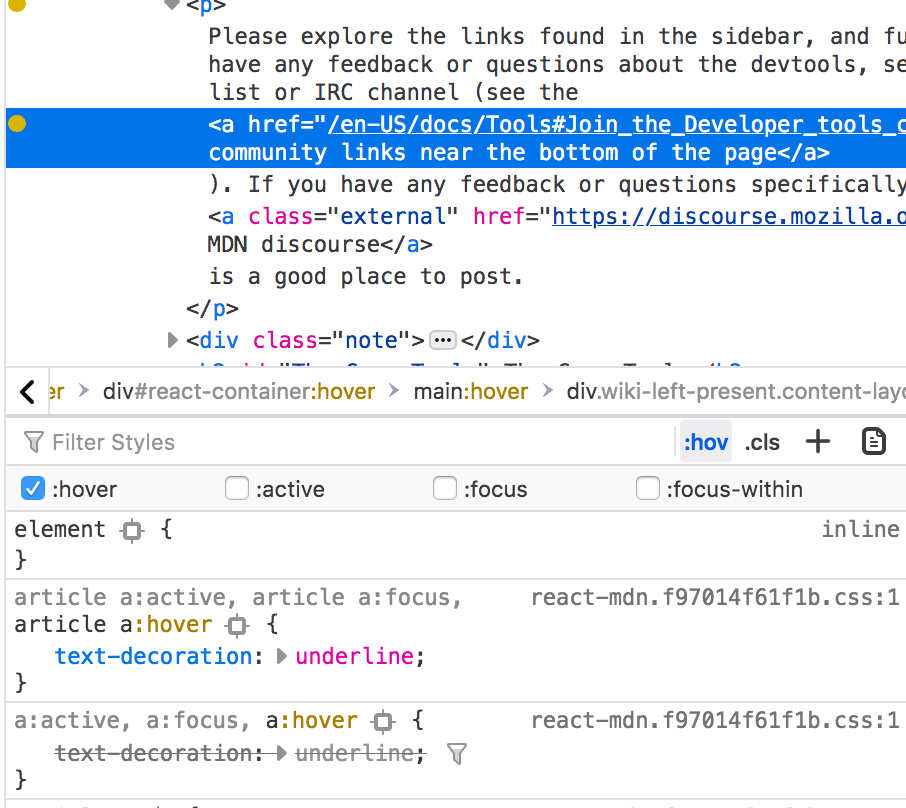 <p>
Please explore the links found in the sidebar, and
have any feedback or questions about the devtools,
list or IRC channel (see the
<a href="/en-US/docs/Tools#Join_the_Developer_tools_
community links near the bottom of the page</a>
). If you have any feedback or questions specifically
<a class="external" href="https://discourse.mozilla.
MDN discourse</a>
is a good place to post.
</p>
<div class="note">…</div>
div#react-container:hover > main:hover > div.wiki-left-present.content-
Filter Styles :hov .cls +
:hover :active :focus :focus-within
element { inline
}
article a:active, article a:focus, react-mdn.f97014f61f1b.css:1
article a:hover {
text-decoration: underline;
}
a:active, a:focus, a:hover { react-mdn.f97014f61f1b.css:1
text-decoration: underline;
}